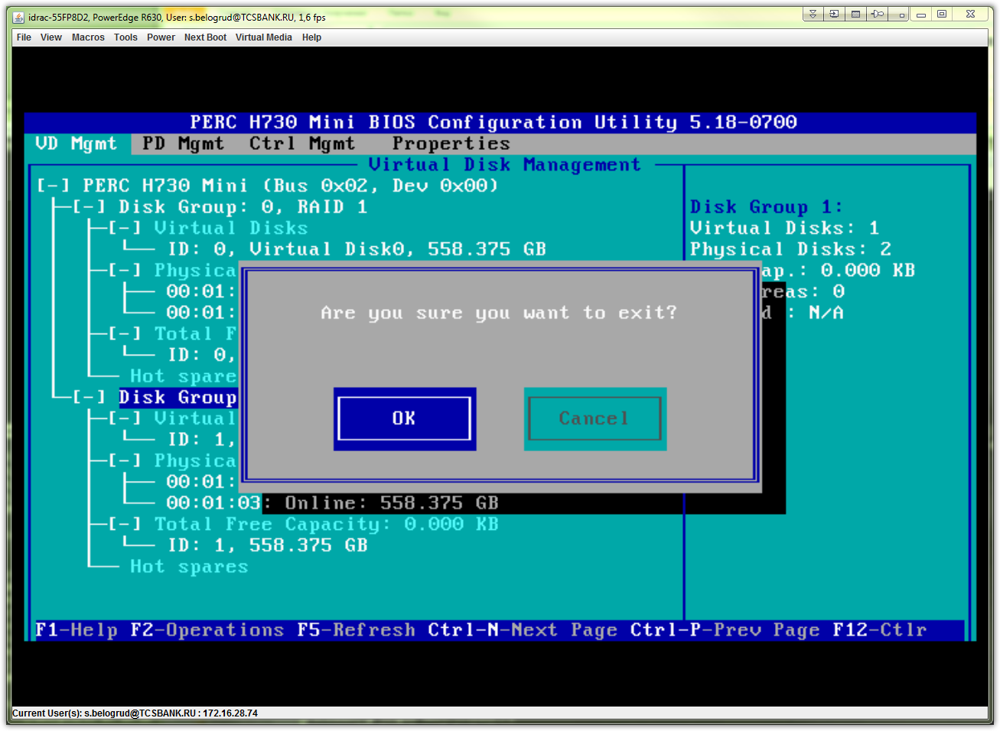 idrac-55FP8D2, PowerEdge R630, User: s.belogrud@TCSBANK.RU, 1,6 fps
File View Macros Tools Power Next Boot Virtual Media Help
PERC H730 Mini BIOS Configuration Utility 5.18-0700
VD Mgmt PD Mgmt Ctrl Mgmt Properties
Virtual Disk Management
[-] PERC H730 Mini (Bus 0x02, Dev 0x00)
[-] Disk Group: 0, RAID 1
[-] Virtual Disks
ID: 0, Virtual Disk0, 558.375 GB
[-] Physica
00:01:
00:01:
[-] Total F
ID: 0,
Hot spare
[-] Disk Group
[-] Virtual
ID: 1,
[-] Physica
00:01:
00:01:03: Online: 558.375 GB
[-] Total Free Capacity: 0.000 KB
ID: 1, 558.375 GB
Hot spares
Disk Group 1:
Virtual Disks: 1
Physical Disks: 2
ap.: 0.000 KB
reas: 0
d : N/A
Are you sure you want to exit?
OK Cancel
F1-Help F2-Operations F5-Refresh Ctrl-N-Next Page Ctrl-P-Prev Page F12-Ctlr
Current User(s): s.belogrud@TCSBANK.RU : 172.16.28.74